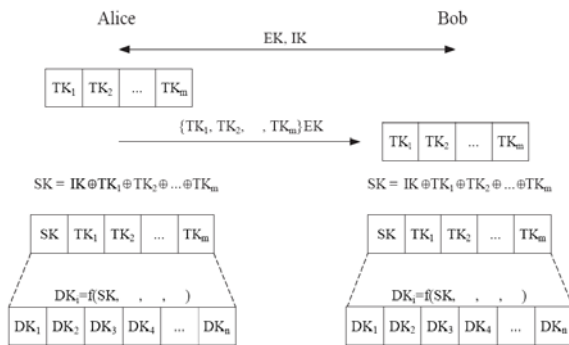 Alice Bob
EK, IK
TK₁ TK₂ ... TKₘ
{TK₁, TK₂, , TKₘ}EK
TK₁ TK₂ ... TKₘ
SK = IK⊕TK₁⊕TK₂⊕...⊕TKₘ SK = IK⊕TK₁⊕TK₂⊕...⊕TKₘ
SK TK₁ TK₂ ... TKₘ SK TK₁ TK₂ ... TKₘ
DKᵢ=f(SK, , , ) DKᵢ=f(SK, , , )
DK₁ DK₂ DK₃ DK₄ ... DKₙ DK₁ DK₂ DK₃ DK₄ ... DKₙ